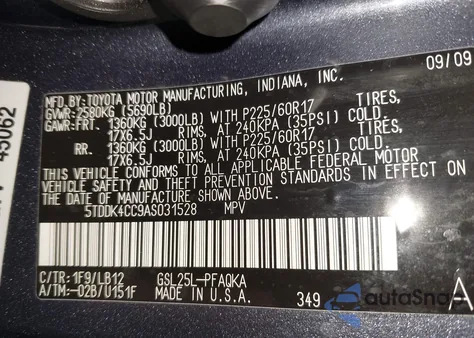 MFD.BY:TOYOTA MOTOR MANUFACTURING, INDIANA, INC. 09/09
GVWR:2580KG (5690LB)
GAWR:FRT. 1360KG (3000LB) WITH P225/60R17 TIRES,
17X6.5J RIMS, AT 240KPA (35PSI) COLD.
RR. 1360KG (3000LB) WITH P225/60R17 TIRES,
17X6.5J RIMS, AT 240KPA (35PSI) COLD.
THIS VEHICLE CONFORMS TO ALL APPLICABLE FEDERAL MOTOR
VEHICLE SAFETY AND THEFT PREVENTION STANDARDS IN EFFECT ON
THE DATE OF MANUFACTURE SHOWN ABOVE.
5TDDK4CC9AS031528 MPV
C/TR: 1F9/LB12 GSL25L-PFAQKA
A/TM:-02B/U151F MADE IN U.S.A. 349 A
45062
autoSnap